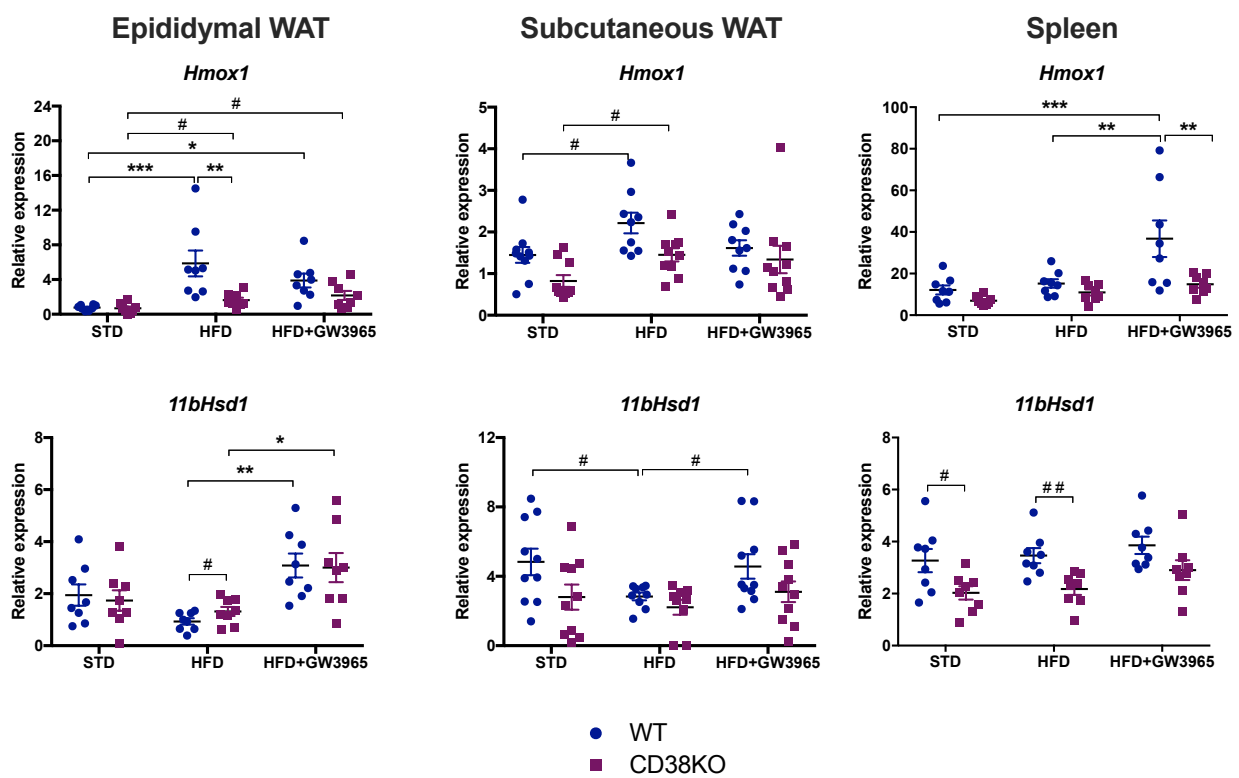 Epididymal WAT
Subcutaneous WAT
Spleen
Hmox1
Relative expression
24
20
16
12
8
4
0
#
#
*
***
**
STD
HFD
HFD+GW3965
Hmox1
Relative expression
5
4
3
2
1
0
#
#
STD
HFD
HFD+GW3965
Hmox1
Relative expression
100
80
60
40
20
0
***
**
**
STD
HFD
HFD+GW3965
11bHsd1
Relative expression
8
6
4
2
0
*
**
#
STD
HFD
HFD+GW3965
11bHsd1
Relative expression
12
8
4
0
#
#
STD
HFD
HFD+GW3965
11bHsd1
Relative expression
8
6
4
2
0
#
##
STD
HFD
HFD+GW3965
WT
CD38KO